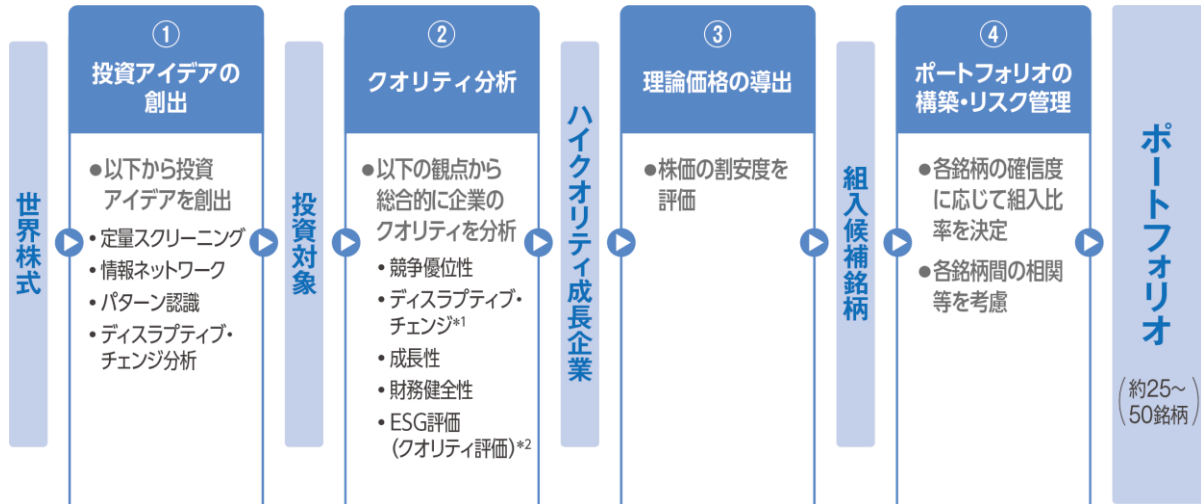 世界株式
①
投資アイデアの
創出
●以下から投資
アイデアを創出
•定量スクリーニング
•情報ネットワーク
•パターン認識
•ディスラプティブ・
チェンジ分析
投資対象
②
クオリティ分析
●以下の観点から
総合的に企業の
クオリティを分析
•競争優位性
•ディスラプティブ・
チェンジ*1
•成長性
•財務健全性
•ESG評価
(クオリティ評価)*2
ハイクオリティ成長企業
③
理論価格の導出
●株価の割安度を
評価
組入候補銘柄
④
ポートフォリオの
構築・リスク管理
●各銘柄の確信度
に応じて組入比
率を決定
●各銘柄間の相関
等を考慮
ポートフォリオ
(約25～
50銘柄)